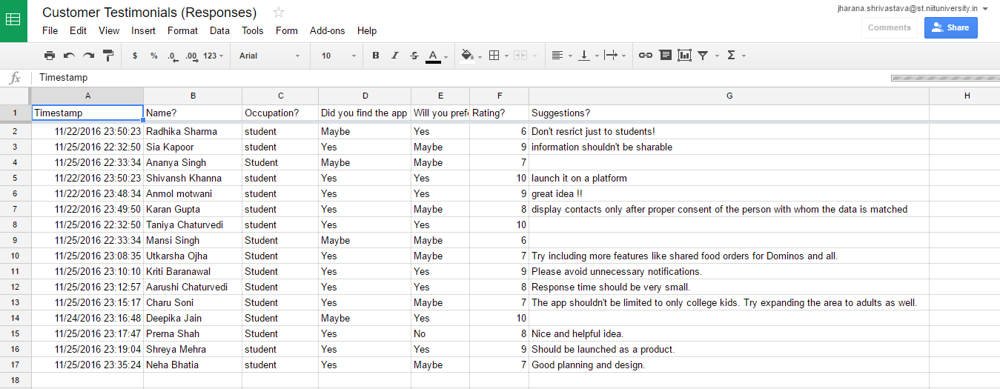 Customer Testimonials (Responses)
jharana.shrivastava@st.niituniversity.in
File Edit View Insert Format Data Tools Form Add-ons Help
Comments Share
$ % .0 .00 123 Arial 10 B I S A Σ
fx Timestamp
A B C D E F G H
1 Timestamp Name? Occupation? Did you find the app Will you prefe Rating? Suggestions?
2 11/22/2016 23:50:23 Radhika Sharma student Maybe Yes 6 Don't resrict just to students!
3 11/25/2016 22:32:50 Sia Kapoor student Yes Maybe 9 information shouldn't be sharable
4 11/25/2016 22:33:34 Ananya Singh Student Maybe Maybe 7
5 11/22/2016 23:50:23 Shivansh Khanna student Yes Yes 10 launch it on a platform
6 11/22/2016 23:48:34 Anmol motwani student Yes Yes 9 great idea !!
7 11/22/2016 23:49:50 Karan Gupta student Yes Maybe 8 display contacts only after proper consent of the person with whom the data is matched
8 11/25/2016 22:32:50 Taniya Chaturvedi student Yes Yes 10
9 11/25/2016 22:33:34 Mansi Singh Student Maybe Maybe 6
10 11/25/2016 23:08:35 Utkarsha Ojha Student Yes Maybe 7 Try including more features like shared food orders for Dominos and all.
11 11/25/2016 23:10:10 Kriti Baranawal Student Yes Yes 9 Please avoid unnecessary notifications.
12 11/25/2016 23:12:57 Aarushi Chaturvedi Student Yes Yes 8 Response time should be very small.
13 11/25/2016 23:15:17 Charu Soni Student Yes Maybe 7 The app shouldn't be limited to only college kids. Try expanding the area to adults as well.
14 11/24/2016 23:16:48 Deepika Jain Student Maybe Yes 10
15 11/25/2016 23:17:47 Prerna Shah Student Yes No 8 Nice and helpful idea.
16 11/25/2016 23:19:04 Shreya Mehra student Yes Yes 9 Should be launched as a product.
17 11/25/2016 23:35:24 Neha Bhatia student Yes Maybe 7 Good planning and design.
18